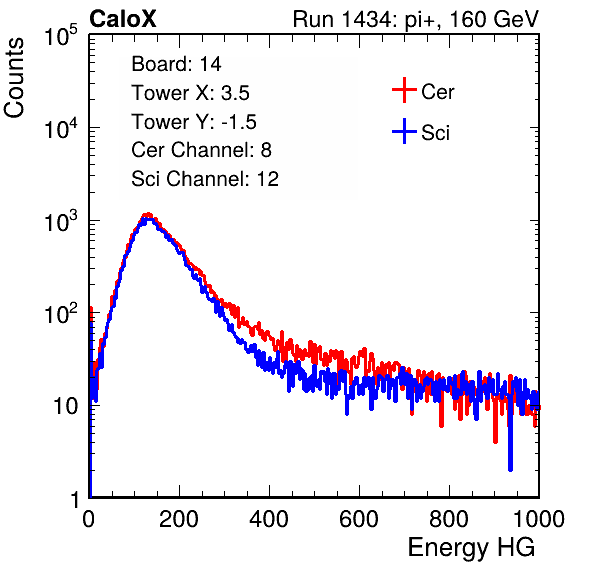 CaloX Run 1434: pi+, 160 GeV
Counts
10^5
10^4
10^3
10^2
10
1
Board: 14
Tower X: 3.5
Tower Y: -1.5
Cer Channel: 8
Sci Channel: 12
Cer
Sci
0 200 400 600 800 1000
Energy HG